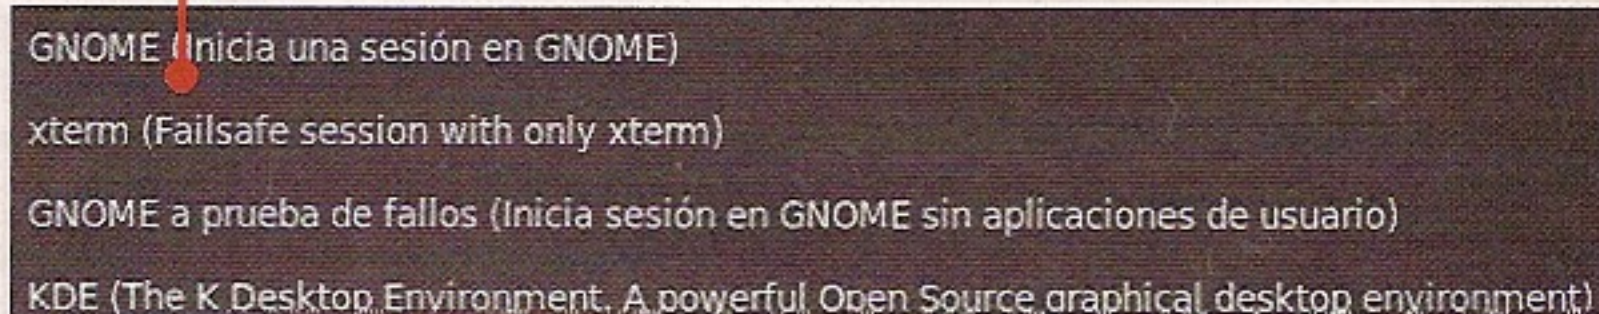 GNOME (Inicia una sesión en GNOME)
xterm (Failsafe session with only xterm)
GNOME a prueba de fallos (Inicia sesión en GNOME sin aplicaciones de usuario)
KDE (The K Desktop Environment. A powerful Open Source graphical desktop environment)